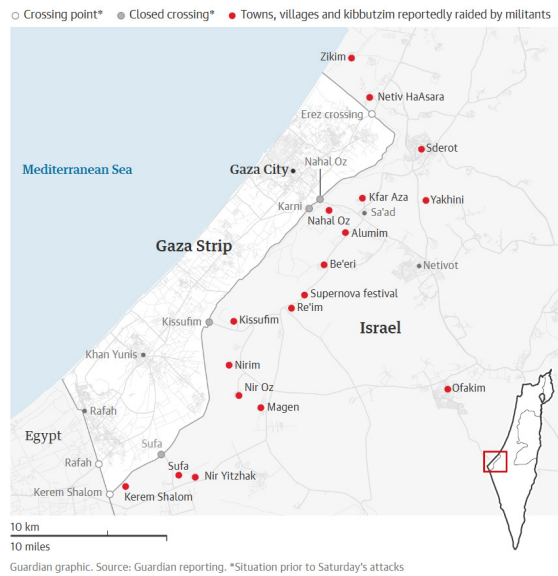 Crossing point* Closed crossing* Towns, villages and kibbutzim reportedly raided by militants
Zikim
Netiv HaAsara
Erez crossing
Sderot
Nahal Oz
Mediterranean Sea
Gaza City
Kfar Aza
Yakhini
Karni
Sa'ad
Nahal Oz
Alumim
Gaza Strip
Be'eri
Netivot
Supernova festival
Re'im
Kissufim
Kissufim
Israel
Khan Yunis
Nirim
Nir Oz
Ofakim
Rafah
Magen
Egypt
Sufa
Rafah
Sufa
Nir Yitzhak
Kerem Shalom
Kerem Shalom
10 km
10 miles
Guardian graphic. Source: Guardian reporting. *Situation prior to Saturday's attacks